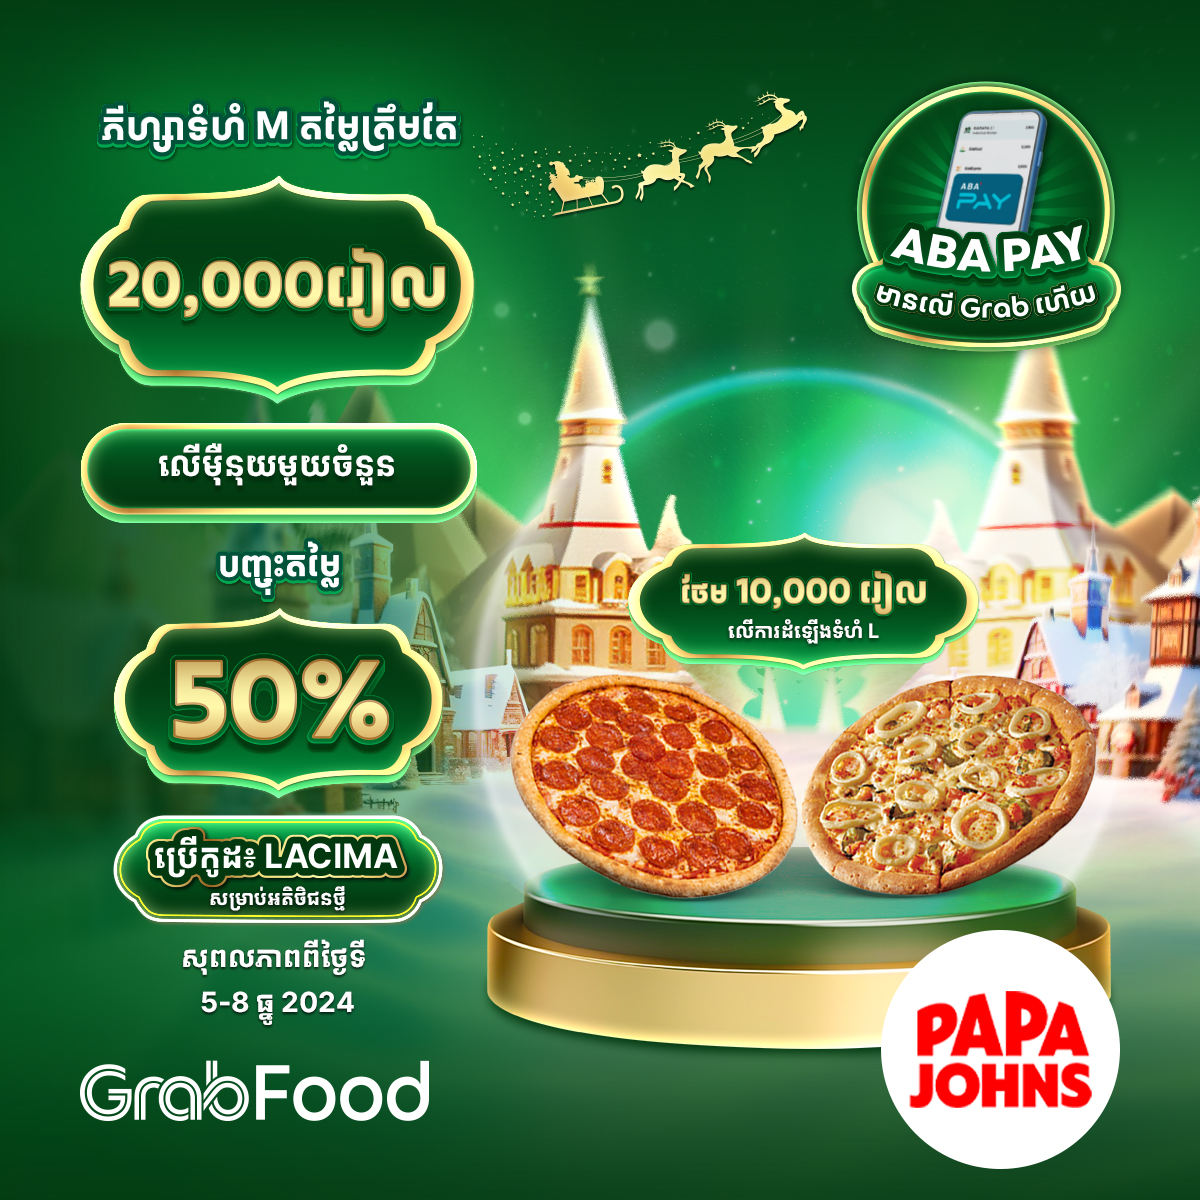 ភីហ្សាទំហំ M តម្លៃត្រឹមតែ
20,000រៀល
លើម៉ឺនុយមួយចំនួន
បញ្ចុះតម្លៃ
50%
ប្រើកូដ៖ LACIMA
សម្រាប់អតិថិជនថ្មី
សុពលភាពពីថ្ងៃទី
5-8 ធ្នូ 2024
GrabFood
ABA
PAY
ABA PAY
មានលើ Grab ហើយ
ថែម 10,000 រៀល
លើការដំឡើងទំហំ L
PAPA
JOHNS